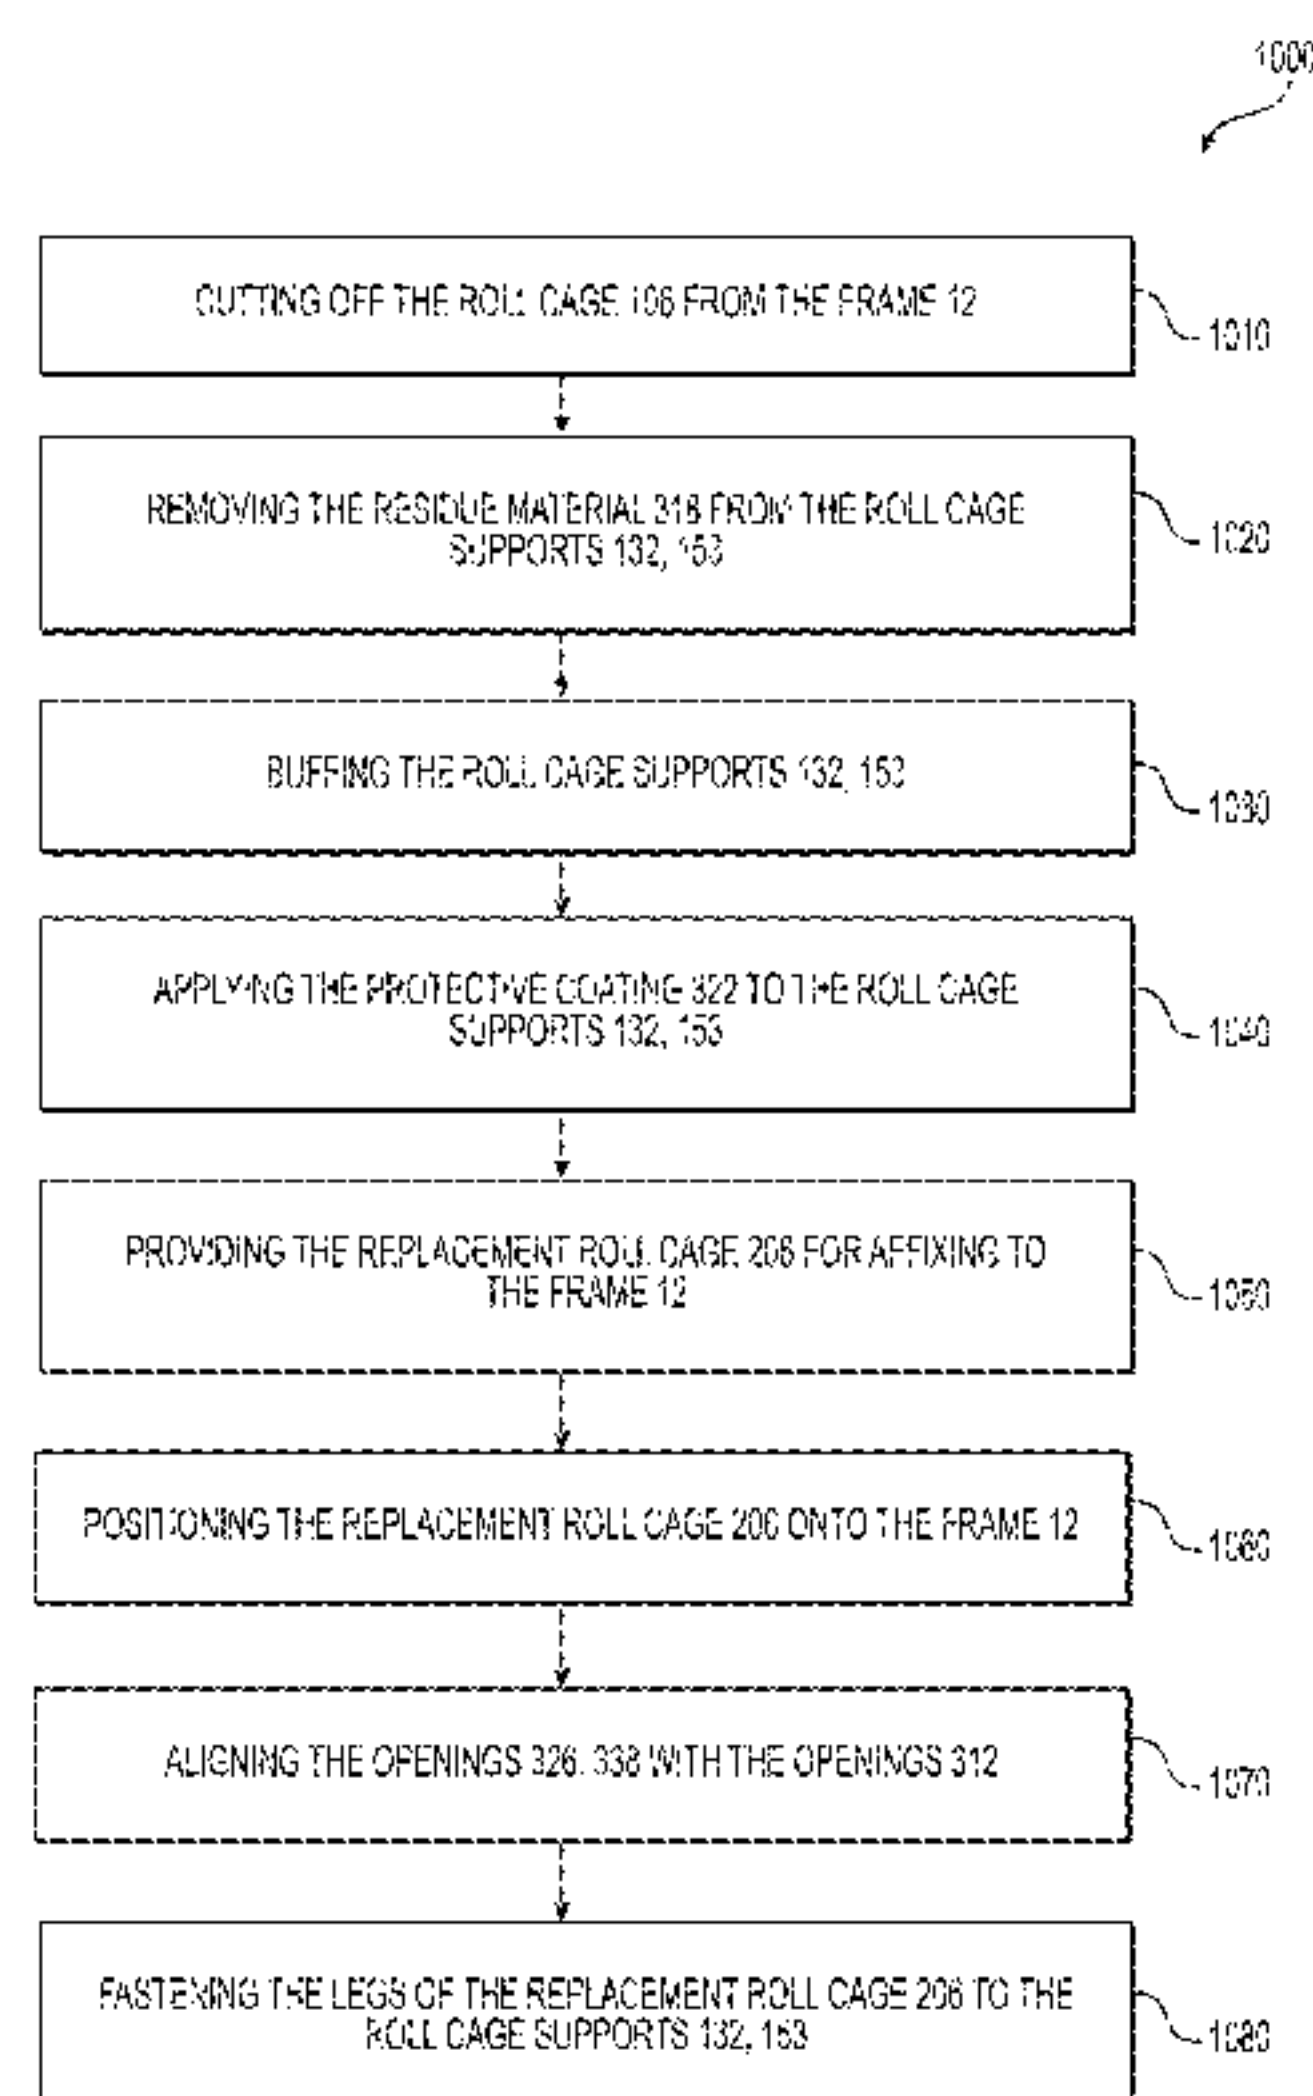 1000
CUTTING OFF THE ROLL CAGE 106 FROM THE FRAME 12
1010
REMOVING THE RESIDUE MATERIAL 318 FROM THE ROLL CAGE
SUPPORTS 132, 153
1020
BUFFING THE ROLL CAGE SUPPORTS 132, 153
1030
APPLYING THE PROTECTIVE COATING 322 TO THE ROLL CAGE
SUPPORTS 132, 153
1040
PROVIDING THE REPLACEMENT ROLL CAGE 206 FOR AFFIXING TO
THE FRAME 12
1050
POSITIONING THE REPLACEMENT ROLL CAGE 206 ONTO THE FRAME 12
1060
ALIGNING THE OPENINGS 326, 338 WITH THE OPENINGS 312
1070
FASTENING THE LEGS OF THE REPLACEMENT ROLL CAGE 206 TO THE
ROLL CAGE SUPPORTS 132, 153
1080